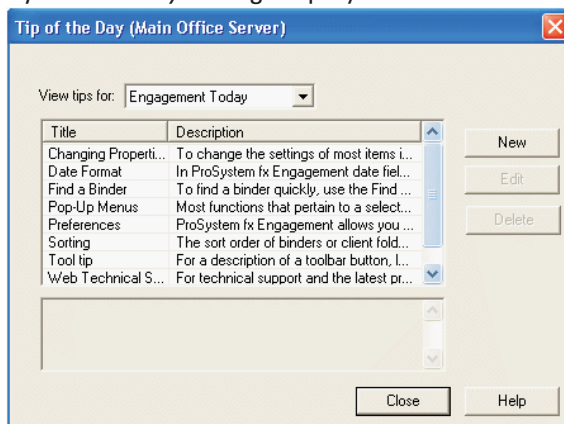 Tip of the Day (Main Office Server)
View tips for: Engagement Today
Title Description
Changing Properti... To change the settings of most items i...
Date Format In ProSystem fx Engagement date fiel...
Find a Binder To find a binder quickly, use the Find ...
Pop-Up Menus Most functions that pertain to a select...
Preferences ProSystem fx Engagement allows you ...
Sorting The sort order of binders or client fold...
Tool tip For a description of a toolbar button, l...
Web Technical S... For technical support and the latest pr...
New
Edit
Delete
Close Help